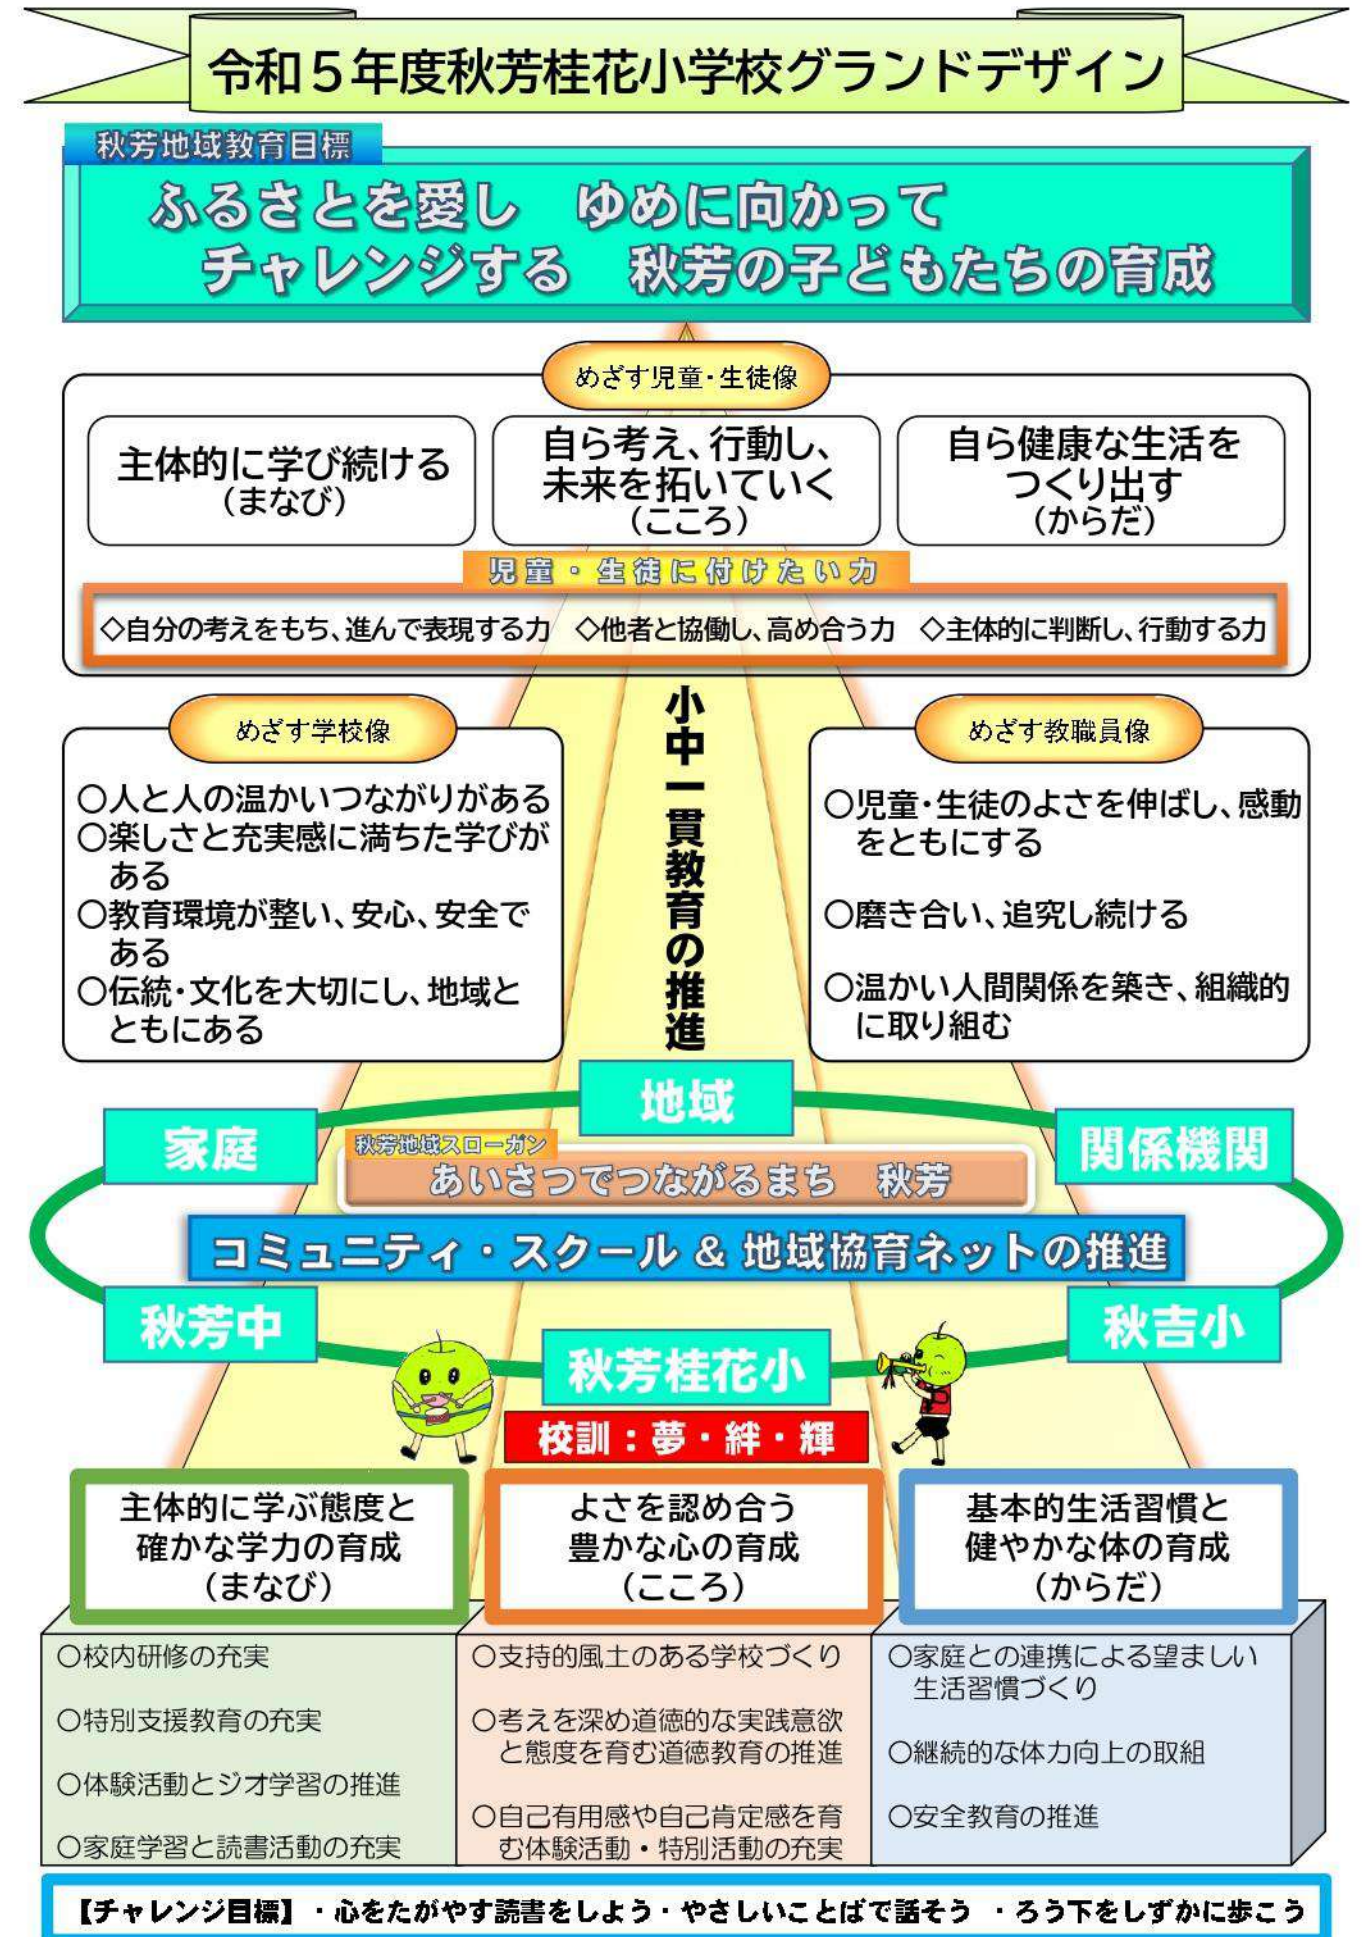 令和５年度秋芳桂花小学校グランドデザイン
秋芳地域教育目標
ふるさとを愛し　ゆめに向かって
チャレンジする　秋芳の子どもたちの育成
めざす児童・生徒像
主体的に学び続ける
（まなび）
自ら考え、行動し、
未来を拓いていく
（こころ）
自ら健康な生活を
つくり出す
（からだ）
児童・生徒に付けたい力
◇自分の考えをもち、進んで表現する力　◇他者と協働し、高め合う力　◇主体的に判断し、行動する力
小中一貫教育の推進
めざす学校像
○人と人の温かいつながりがある
○楽しさと充実感に満ちた学びが
ある
○教育環境が整い、安心、安全で
ある
○伝統・文化を大切にし、地域と
ともにある
めざす教職員像
○児童・生徒のよさを伸ばし、感動
をともにする
○磨き合い、追究し続ける
○温かい人間関係を築き、組織的
に取り組む
地域
家庭
関係機関
秋芳地域スローガン
あいさつでつながるまち　秋芳
コミュニティ・スクール & 地域協育ネットの推進
秋芳中
秋吉小
秋芳桂花小
校訓：夢・絆・輝
主体的に学ぶ態度と
確かな学力の育成
（まなび）
よさを認め合う
豊かな心の育成
（こころ）
基本的生活習慣と
健やかな体の育成
（からだ）
○校内研修の充実
○特別支援教育の充実
○体験活動とジオ学習の推進
○家庭学習と読書活動の充実
○支持的風土のある学校づくり
○考えを深め道徳的な実践意欲
と態度を育む道徳教育の推進
○自己有用感や自己肯定感を育
む体験活動・特別活動の充実
○家庭との連携による望ましい
生活習慣づくり
○継続的な体力向上の取組
○安全教育の推進
【チャレンジ目標】・心をたがやす読書をしよう・やさしいことばで話そう ・ろう下をしずかに歩こう